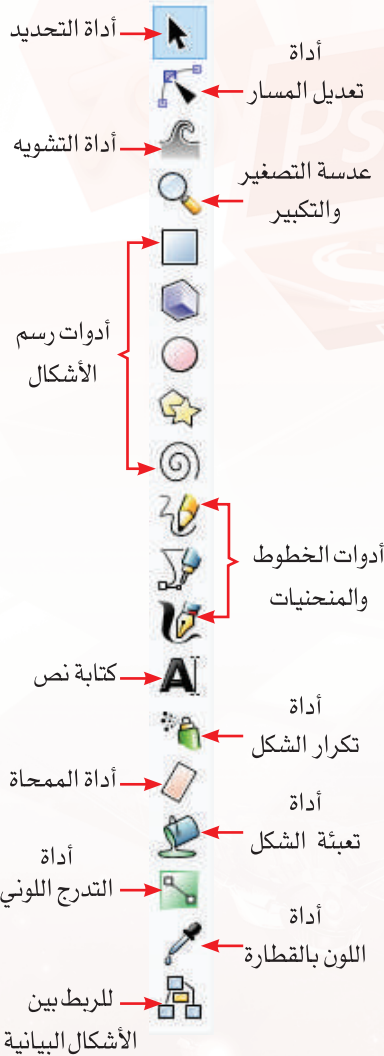 أداة التحديد
أداة
تعديل المسار
أداة التشويه
عدسة التصغير
والتكبير
أدوات رسم
الأشكال
أدوات الخطوط
والمنحنيات
كتابة نص
أداة
تكرار الشكل
أداة الممحاة
أداة
تعبئة الشكل
أداة
التدرج اللوني
أداة
اللون بالقطارة
للربط بين
الأشكال البيانية